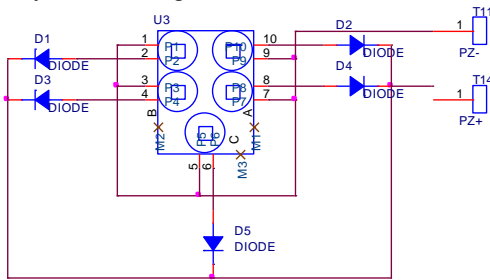 U3
D2
T11
D1
1
P1
P10
10
1
2
P2
P9
9
DIODE
DIODE
PZ-
D3
D4
T14
3
P3
P8
8
4
P4
P7
7
1
DIODE
DIODE
PZ+
B
A
M2
P5
P6
C
M1
M3
5
6
D5
DIODE